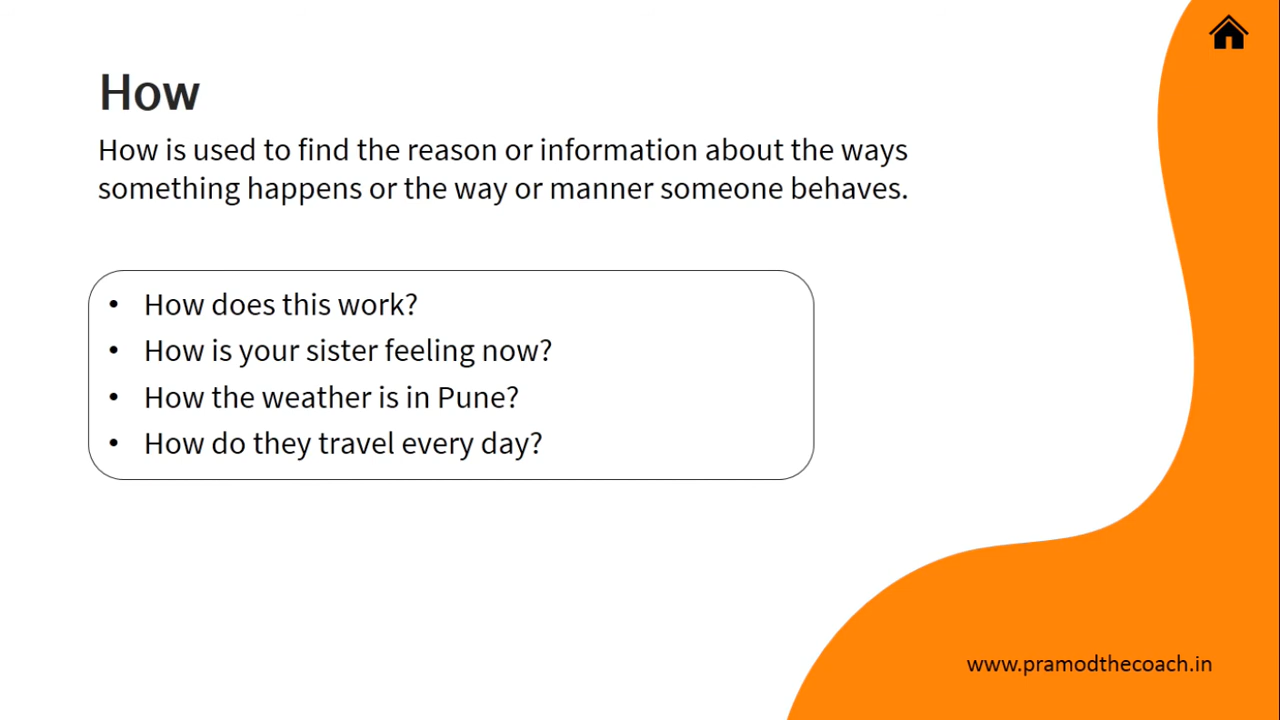 How
How is used to find the reason or information about the ways
something happens or the way or manner someone behaves.
• How does this work?
• How is your sister feeling now?
• How the weather is in Pune?
• How do they travel every day?
www.pramodthecoach.in